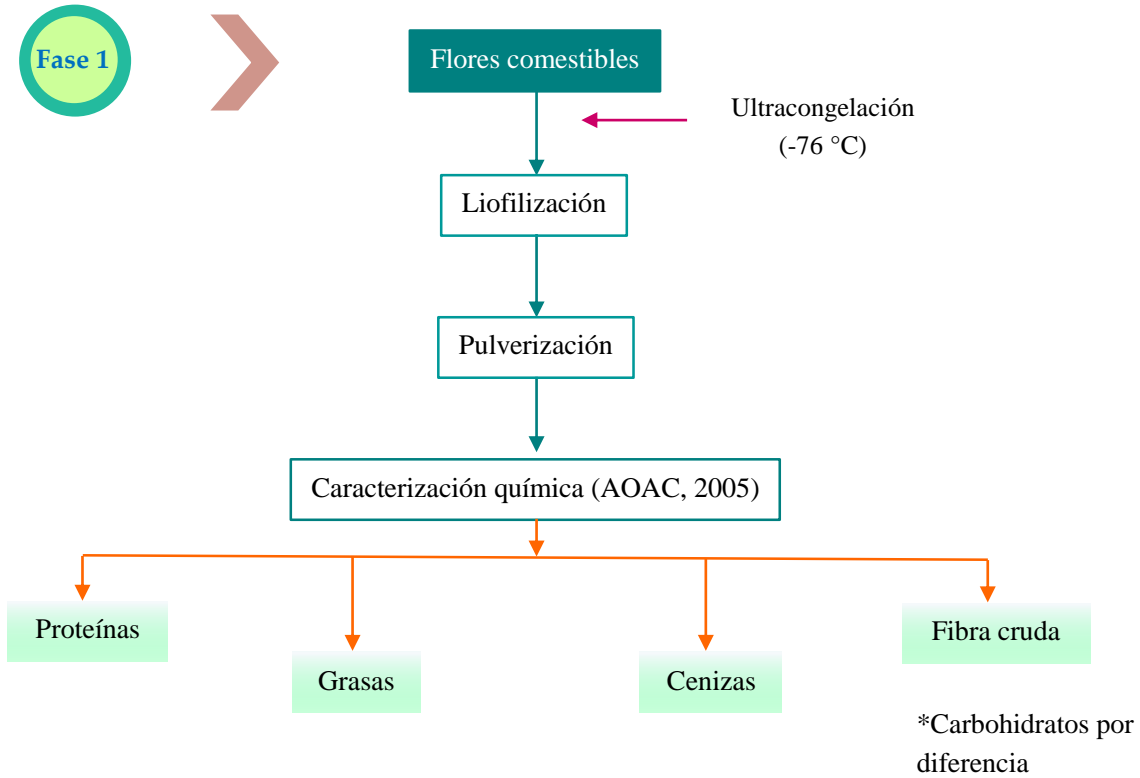 Fase 1
Flores comestibles
Ultracongelación
(-76 °C)
Liofilización
Pulverización
Caracterización química (AOAC, 2005)
Proteínas
Grasas
Cenizas
Fibra cruda
*Carbohidratos por
diferencia